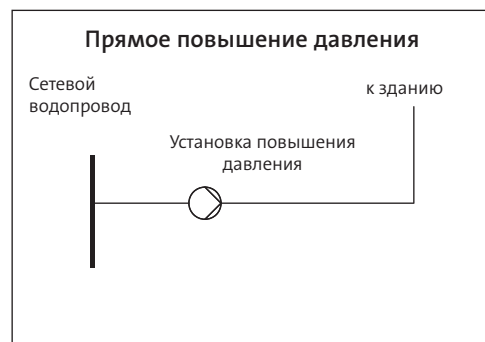 Прямое повышение давления
Сетевой
водопровод
к зданию
Установка повышения
давления